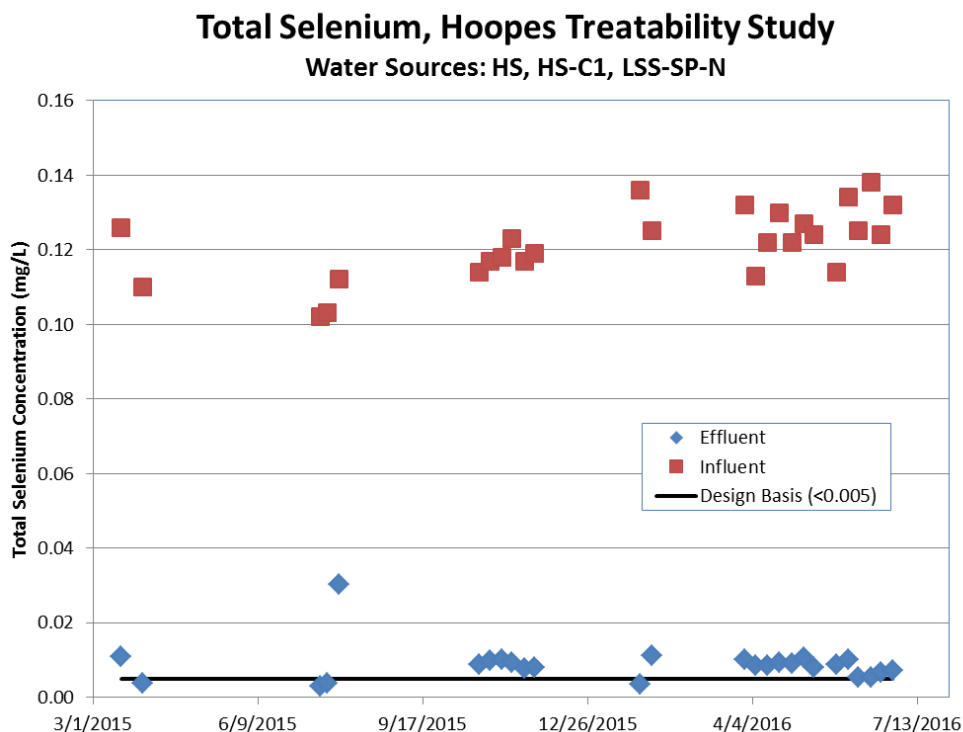 Total Selenium, Hoopes Treatability Study
Water Sources: HS, HS-C1, LSS-SP-N
Total Selenium Concentration (mg/L)
0.16
0.14
0.12
0.10
0.08
0.06
0.04
0.02
0.00
Effluent
Influent
Design Basis (<0.005)
3/1/2015 6/9/2015 9/17/2015 12/26/2015 4/4/2016 7/13/2016